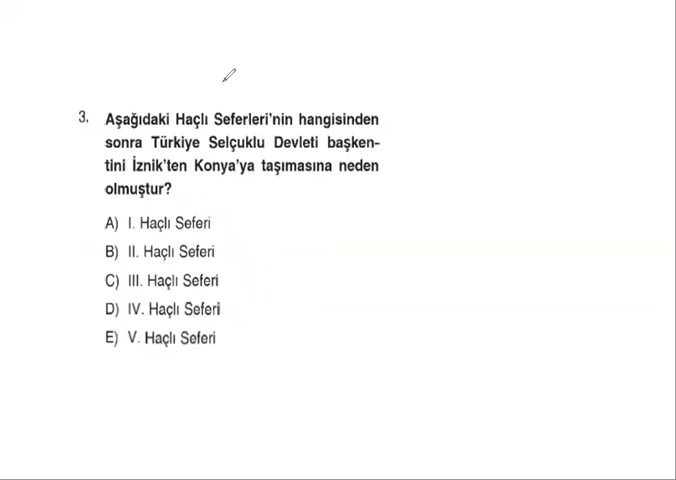 3. Aşağıdaki Haçlı Seferleri'nin hangisinden
sonra Türkiye Selçuklu Devleti başken-
tini İznik'ten Konya'ya taşımasına neden
olmuştur?
A) I. Haçlı Seferi
B) II. Haçlı Seferi
C) III. Haçlı Seferi
D) IV. Haçlı Seferi
E) V. Haçlı Seferi